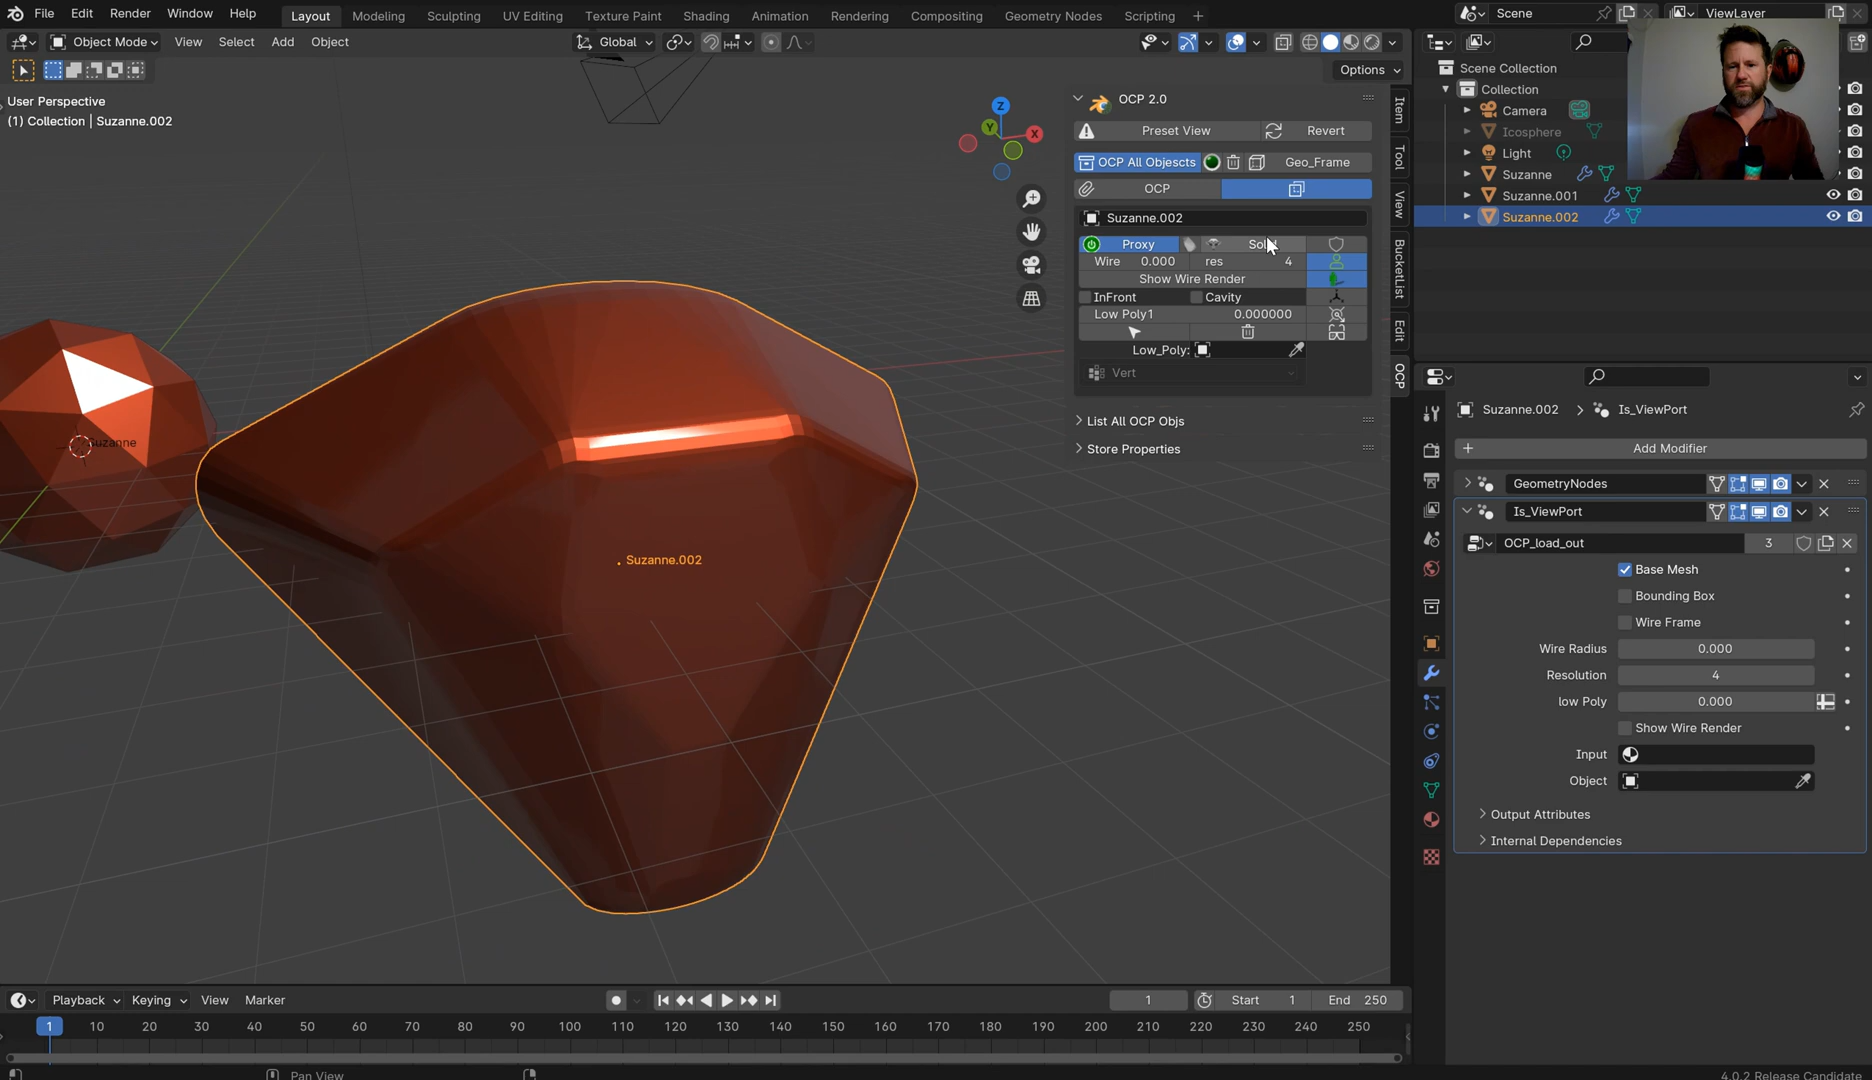 File Edit Render Window Help Layout Modeling Sculpting UV Editing Texture Paint Shading Animation Rendering Compositing Geometry Nodes Scripting + Scene ViewLayer
Object Mode View Select Add Object Global
Options
User Perspective
(1) Collection | Suzanne.002
Z
Y
X
Suzanne
Suzanne.002
OCP 2.0
Preset View Revert
OCP All Objescts Geo_Frame
OCP
Suzanne.002
Proxy
Wire 0.000 res 4
Show Wire Render
InFront Cavity
Low Poly1 0.000000
Low_Poly:
Vert
List All OCP Objs
Store Properties
Item
Tool
View
BucketList
Edit
OCP
Scene Collection
Collection
Camera
Icosphere
Light
Suzanne
Suzanne.001
Suzanne.002
Suzanne.002 > Is_ViewPort
+ Add Modifier
GeometryNodes
Is_ViewPort
OCP_load_out 3
Base Mesh
Bounding Box
Wire Frame
Wire Radius 0.000
Resolution 4
low Poly 0.000
Show Wire Render
Input
Object
Output Attributes
Internal Dependencies
Playback Keying View Marker 1 Start 1 End 250
1 10 20 30 40 50 60 70 80 90 100 110 120 130 140 150 160 170 180 190 200 210 220 230 240 250
Pan View
4.0.2 Release Candidate